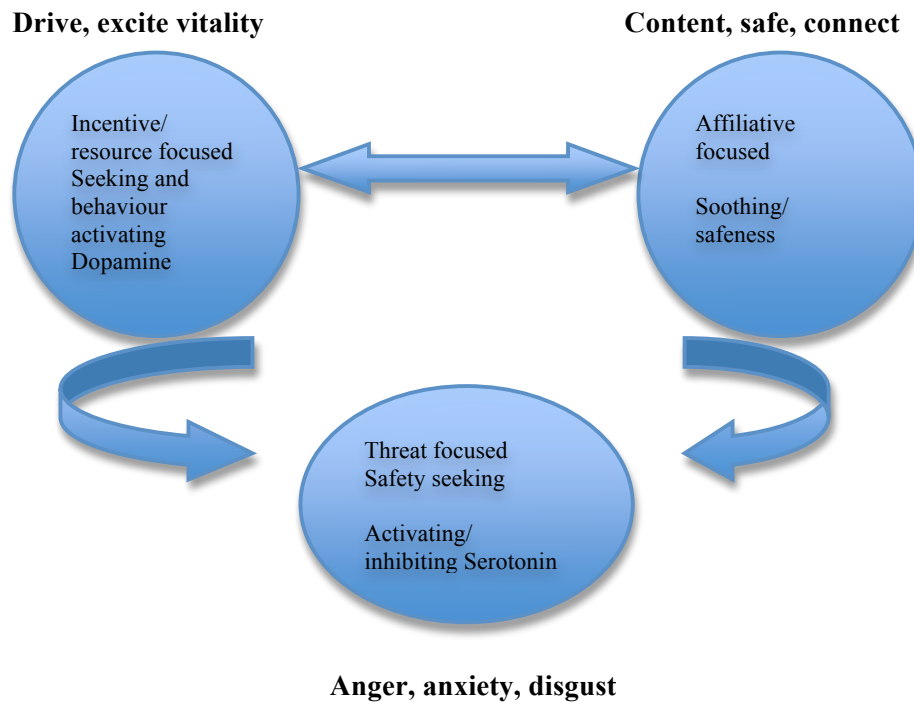 Drive, excite vitality
Content, safe, connect
Incentive/
resource focused
Seeking and
behaviour
activating
Dopamine
Affiliative
focused
Soothing/
safeness
Threat focused
Safety seeking
Activating/
inhibiting Serotonin
Anger, anxiety, disgust